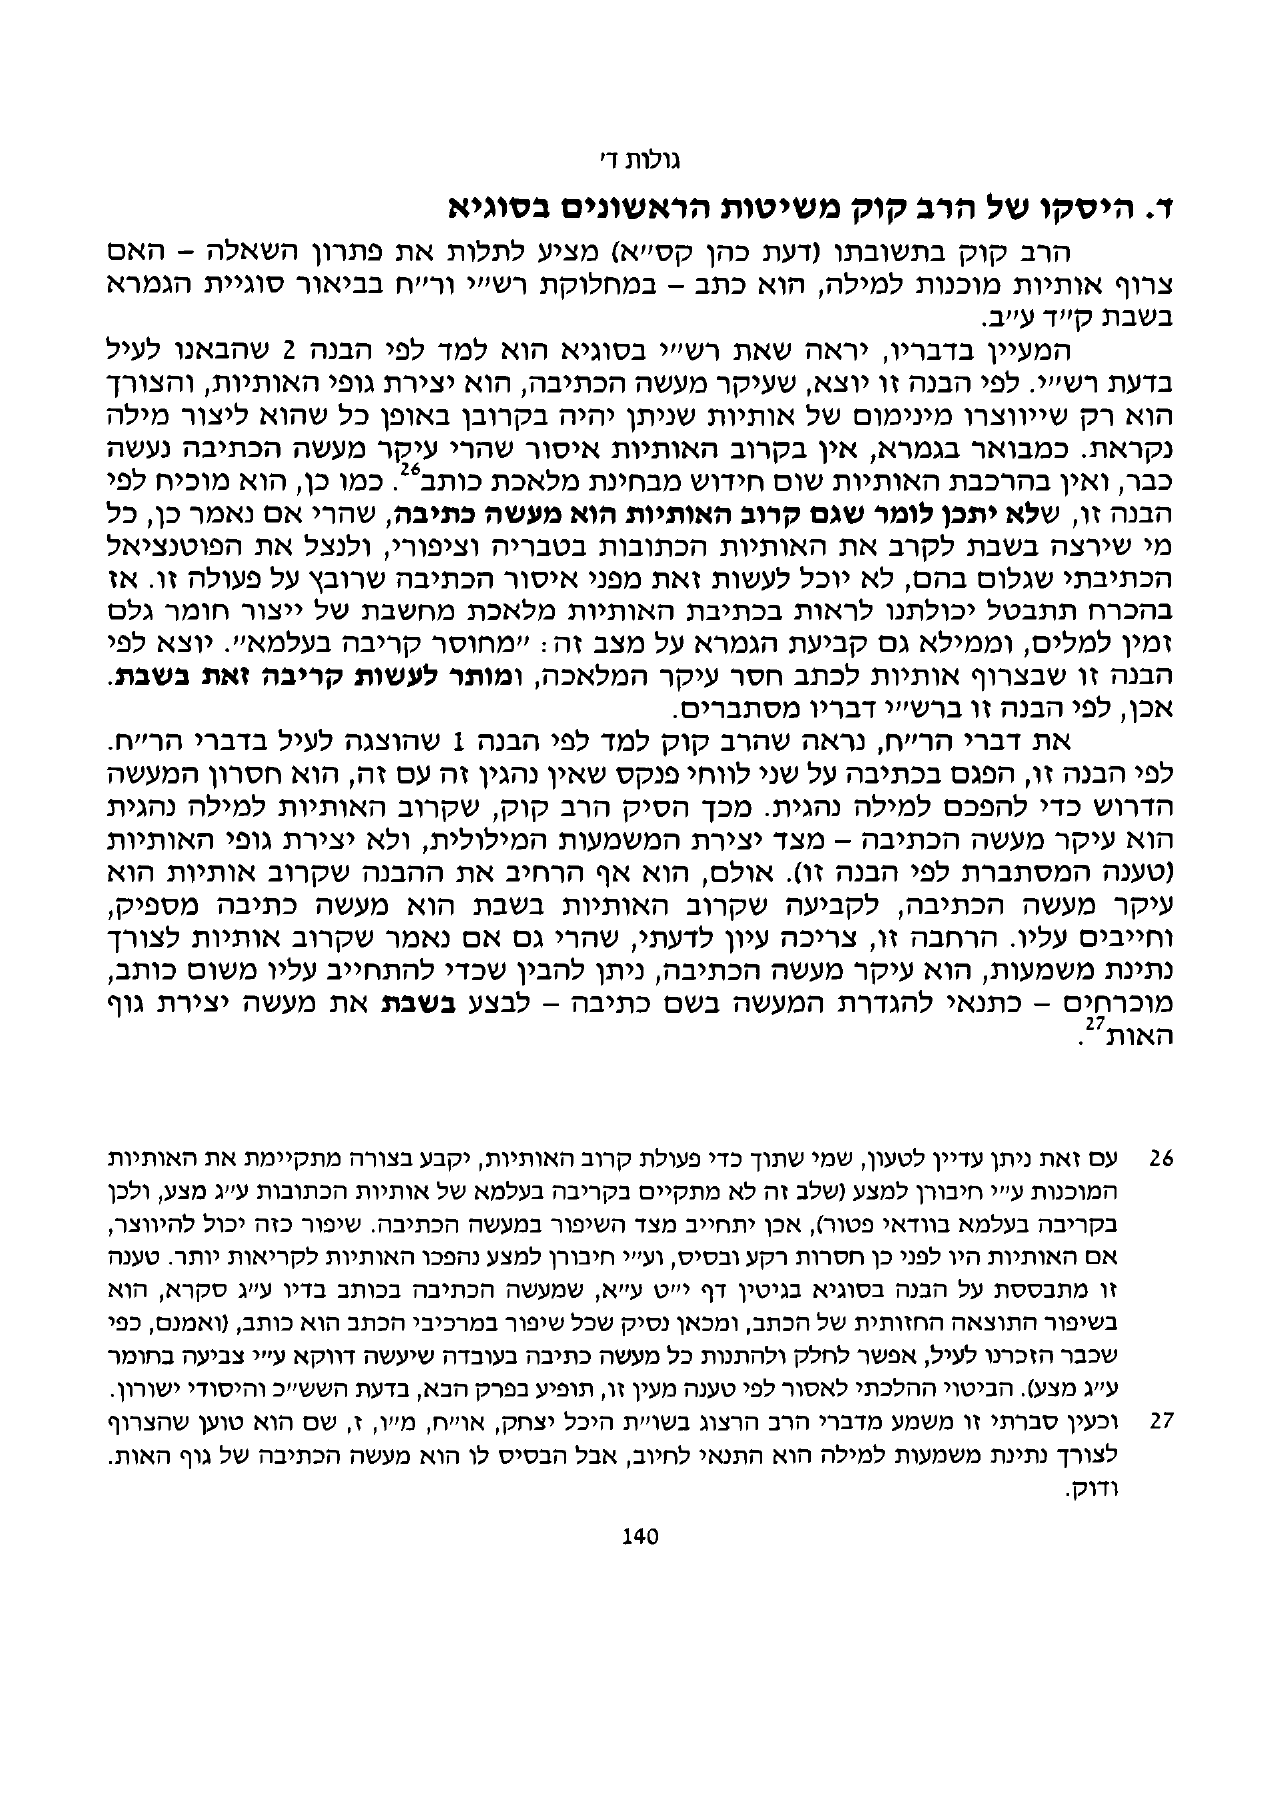 גולות ד'
ד. היסקו של הרב קוק משיטות הראשונים בסוגיא
הרב קוק בתשובתו (דעת כהן קס"א) מציע לתלות את פתרון השאלה – האם
צרוף אותיות מוכנות למילה, הוא כתב – במחלוקת רש"י ור"ח בביאור סוגיית הגמרא
בשבת ק"ד ע"ב.
המעיין בדבריו, יראה שאת רש"י בסוגיא הוא למד לפי הבנה 2 שהבאנו לעיל
בדעת רש"י. לפי הבנה זו יוצא, שעיקר מעשה הכתיבה, הוא יצירת גופי האותיות, והצורך
הוא רק שייווצרו מינימום של אותיות שניתן יהיה בקרובן באופן כל שהוא ליצור מילה
נקראת. כמבואר בגמרא, אין בקרוב האותיות איסור שהרי עיקר מעשה הכתיבה נעשה
כבר, ואין בהרכבת האותיות שום חידוש מבחינת מלאכת כותב26. כמו כן, הוא מוכיח לפי
הבנה זו, שלא יתכן לומר שגם קרוב האותיות הוא מעשה כתיבה, שהרי אם נאמר כן, כל
מי שירצה בשבת לקרב את האותיות הכתובות בטבריה וציפורי, ולנצל את הפוטנציאל
הכתיבתי שגלום בהם, לא יוכל לעשות זאת מפני איסור הכתיבה שרובץ על פעולה זו. אז
בהכרח תתבטל יכולתנו לראות בכתיבת האותיות מלאכת מחשבת של ייצור חומר גלם
זמין למלים, וממילא גם קביעת הגמרא על מצב זה: "מחוסר קריבה בעלמא". יוצא לפי
הבנה זו שבצרוף אותיות לכתב חסר עיקר המלאכה, ומותר לעשות קריבה זאת בשבת.
אכן, לפי הבנה זו ברש"י דבריו מסתברים.
את דברי הר"ח, נראה שהרב קוק למד לפי הבנה 1 שהוצגה לעיל בדברי הר"ח.
לפי הבנה זו, הפגם בכתיבה על שני לווחי פנקס שאין נהגין זה עם זה, הוא חסרון המעשה
הדרוש כדי להפכם למילה נהגית. מכך הסיק הרב קוק, שקרוב האותיות למילה נהגית
הוא עיקר מעשה הכתיבה – מצד יצירת המשמעות המילולית, ולא יצירת גופי האותיות
(טענה המסתברת לפי הבנה זו). אולם, הוא אף הרחיב את ההבנה שקרוב אותיות הוא
עיקר מעשה הכתיבה, לקביעה שקרוב האותיות בשבת הוא מעשה כתיבה מספיק,
וחייבים עליו. הרחבה זו, צריכה עיון לדעתי, שהרי גם אם נאמר שקרוב אותיות לצורך
נתינת משמעות, הוא עיקר מעשה הכתיבה, ניתן להבין שכדי להתחייב עליו משום כותב,
מוכרחים – כתנאי להגדרת המעשה בשם כתיבה – לבצע בשבת את מעשה יצירת גוף
האות27.
26 עם זאת ניתן עדיין לטעון, שמי שתוך כדי פעולת קרוב האותיות, יקבע בצורה מתקיימת את האותיות
המוכנות ע"י חיבורן למצע (שלב זה לא מתקיים בקריבה בעלמא של אותיות הכתובות ע"ג מצע, ולכן
בקריבה בעלמא בוודאי פטור), אכן יתחייב מצד השיפור במעשה הכתיבה. שיפור כזה יכול להיווצר,
אם האותיות היו לפני כן חסרות רקע ובסיס, וע"י חיבורן למצע נהפכו האותיות לקריאות יותר. טענה
זו מתבססת על הבנה בסוגיא בגיטין דף י"ט ע"א, שמעשה הכתיבה בכותב בדיו ע"ג סקרא, הוא
בשיפור התוצאה החזותית של הכתב, ומכאן נסיק שכל שיפור במרכיבי הכתב הוא כותב, (ואמנם, כפי
שכבר הזכרנו לעיל, אפשר לחלק ולהתנות כל מעשה כתיבה בעובדה שיעשה דווקא ע"י צביעה בחומר
ע"ג מצע). הביטוי ההלכתי לאסור לפי טענה מעין זו, תופיע בפרק הבא, בדעת השש"כ והיסודי ישורון.
27 וכעין סברתי זו משמע מדברי הרב הרצוג בשו"ת היכל יצחק, או"ח, מ"ו, ז, שם הוא טוען שהצרוף
לצורך נתינת משמעות למילה הוא התנאי לחיוב, אבל הבסיס לו הוא מעשה הכתיבה של גוף האות.
ודוק.
140